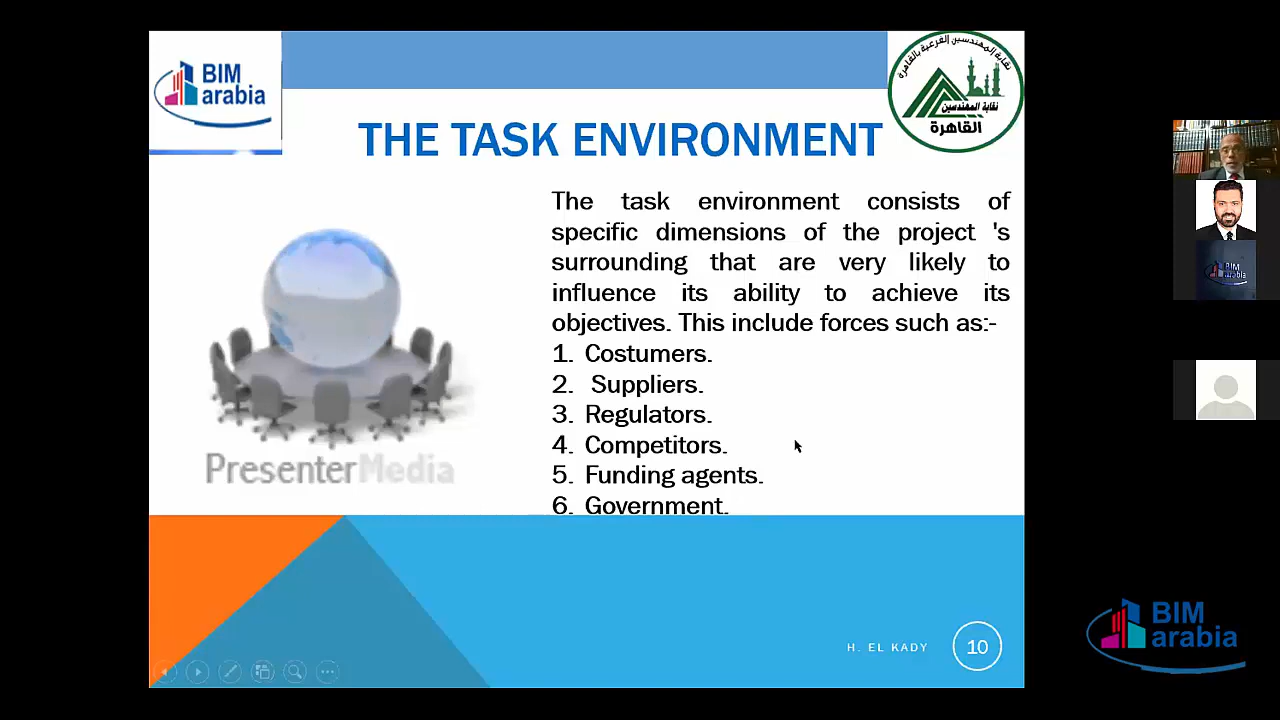 BIM
arabia
نقابة المهندسين الفرعية بالقاهرة
نقابة المهندسين
القاهرة
THE TASK ENVIRONMENT
The task environment consists of
specific dimensions of the project 's
surrounding that are very likely to
influence its ability to achieve its
objectives. This include forces such as:-
1. Costumers.
2. Suppliers.
3. Regulators.
4. Competitors.
5. Funding agents.
6. Government.
PresenterMedia
H. EL KADY
10
BIM
arabia
BIM
arabia